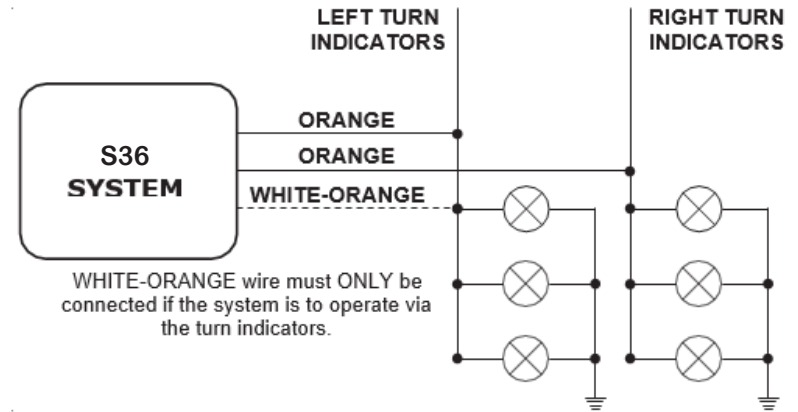 LEFT TURN
INDICATORS
RIGHT TURN
INDICATORS
ORANGE
S36
SYSTEM
ORANGE
WHITE-ORANGE
WHITE-ORANGE wire must ONLY be
connected if the system is to operate via
the turn indicators.